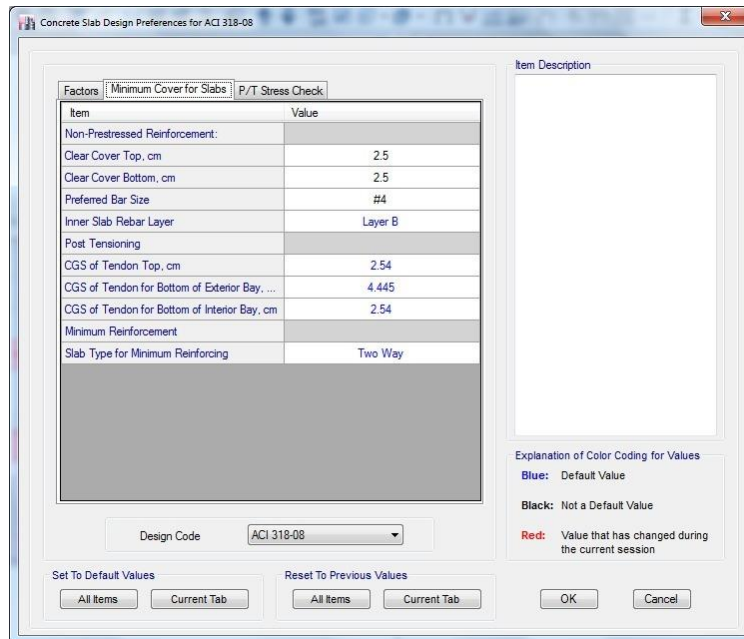 Concrete Slab Design Preferences for ACI 318-08
Item Description
Factors Minimum Cover for Slabs P/T Stress Check
Item Value
Non-Prestressed Reinforcement:
Clear Cover Top, cm 2.5
Clear Cover Bottom, cm 2.5
Preferred Bar Size #4
Inner Slab Rebar Layer Layer B
Post Tensioning
CGS of Tendon Top, cm 2.54
CGS of Tendon for Bottom of Exterior Bay, ... 4.445
CGS of Tendon for Bottom of Interior Bay, cm 2.54
Minimum Reinforcement
Slab Type for Minimum Reinforcing Two Way
Explanation of Color Coding for Values
Blue: Default Value
Black: Not a Default Value
Red: Value that has changed during
the current session
Design Code ACI 318-08
Set To Default Values
All Items Current Tab
Reset To Previous Values
All Items Current Tab
OK Cancel